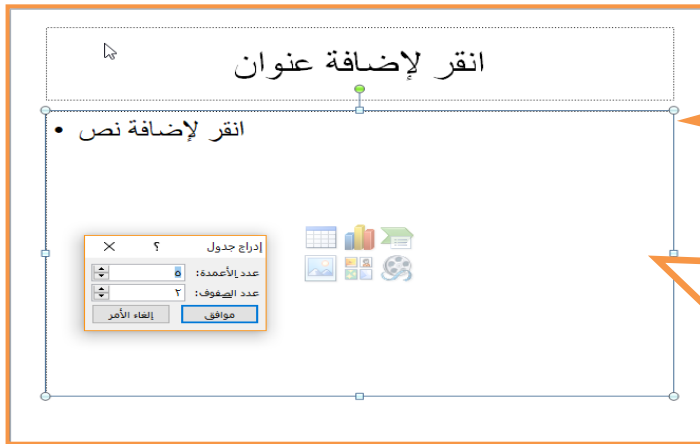 انقر لإضافة عنوان
• انقر لإضافة نص
إدراج جدول ؟
عدد الأعمدة: ٥
عدد الصفوف: ٢
موافق إلغاء الأمر